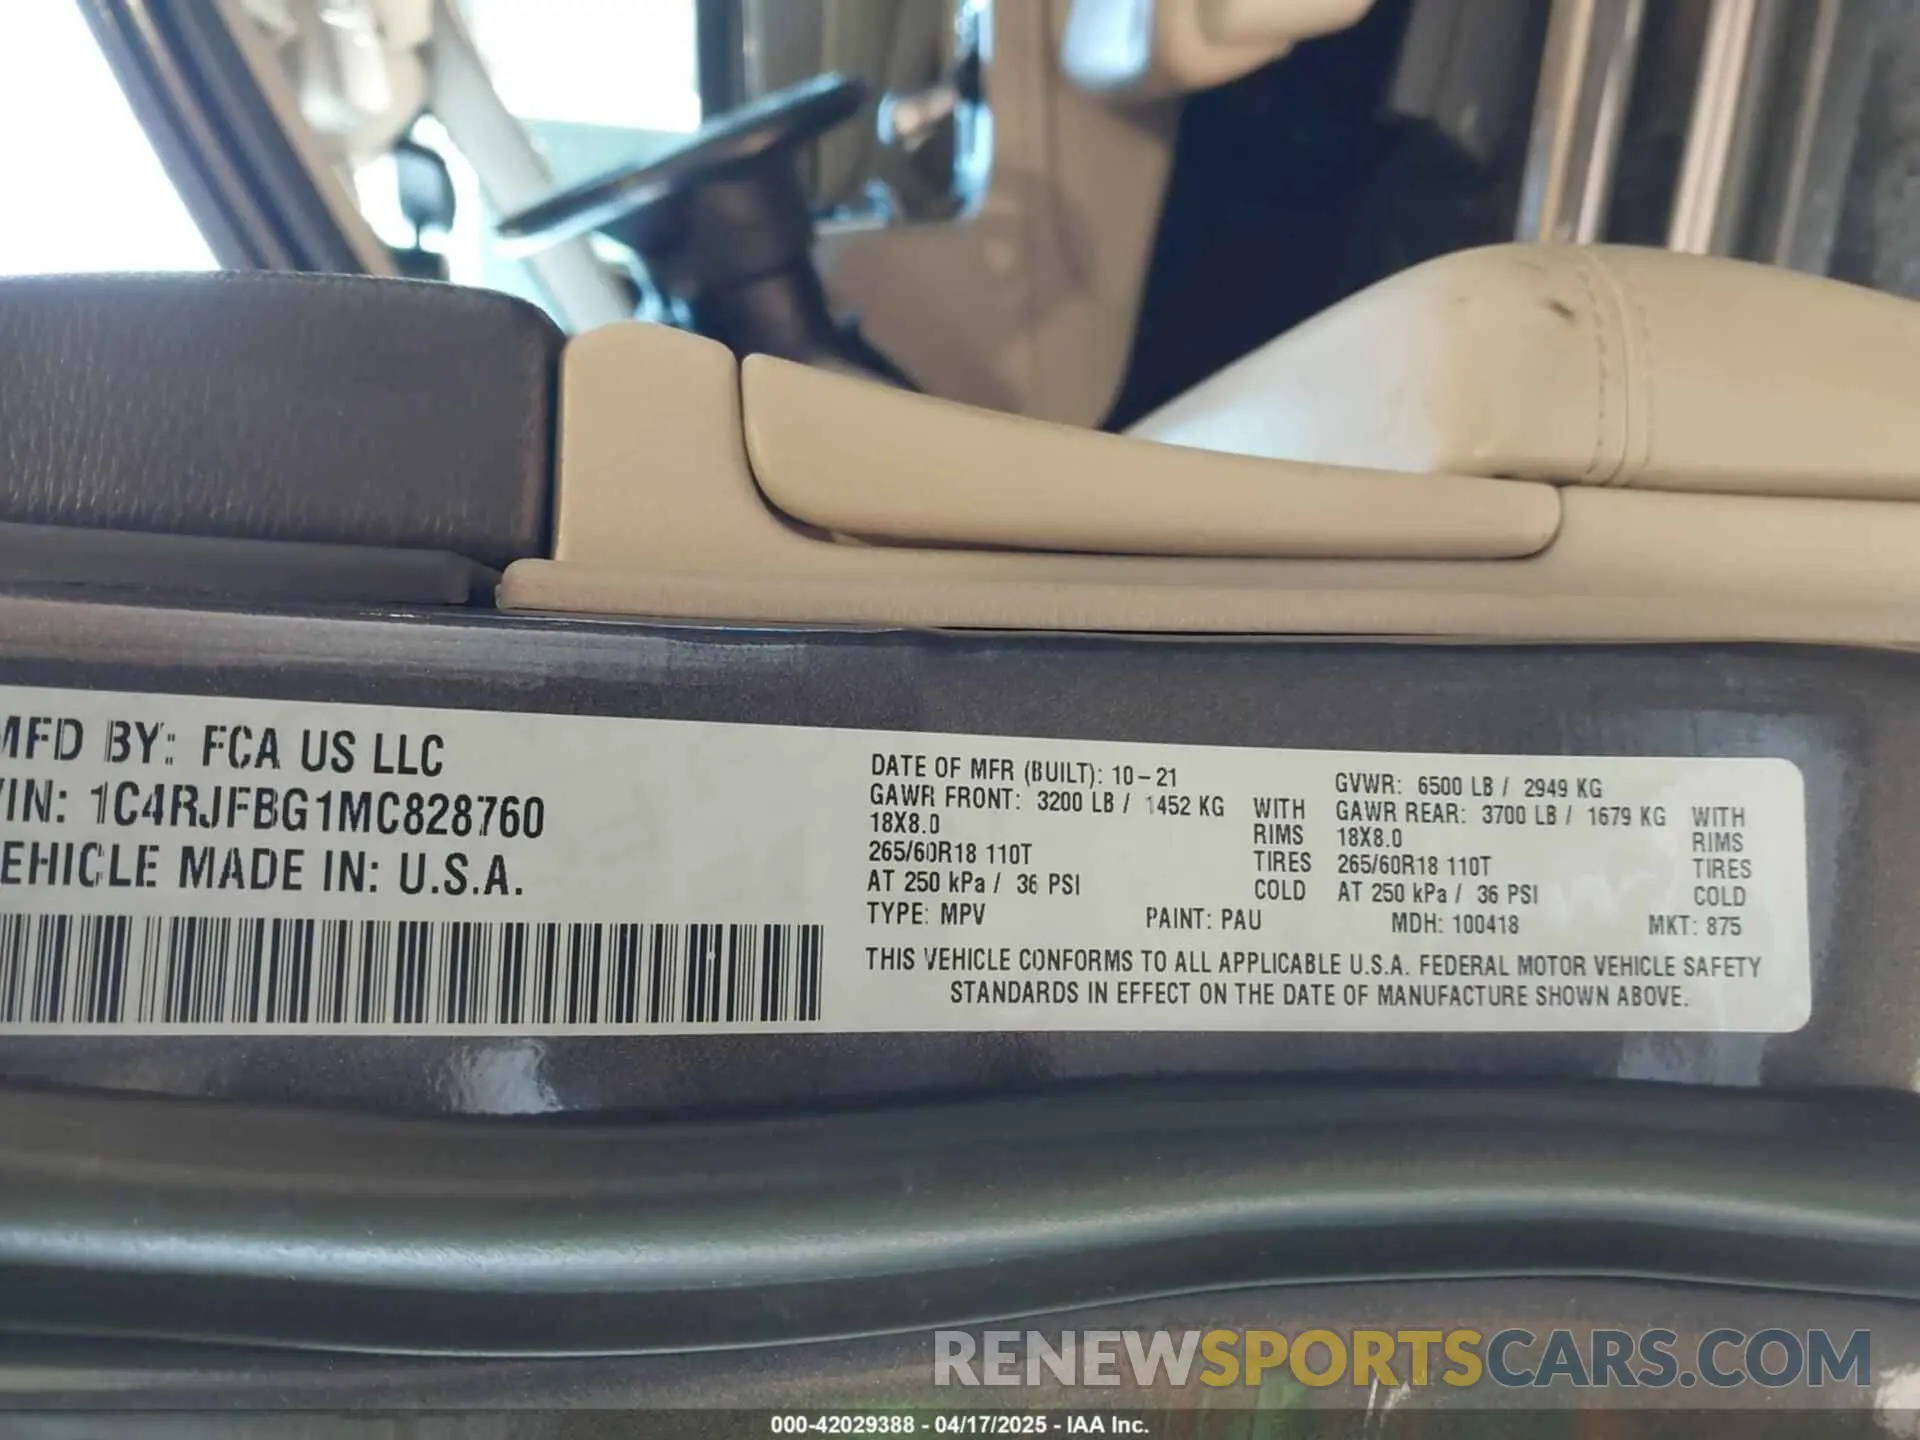 MFD BY: FCA US LLC
VIN: 1C4RJFBG1MC828760
VEHICLE MADE IN: U.S.A.
DATE OF MFR (BUILT): 10-21 GVWR: 6500 LB / 2949 KG
GAWR FRONT: 3200 LB / 1452 KG WITH GAWR REAR: 3700 LB / 1679 KG WITH
18X8.0 RIMS 18X8.0 RIMS
265/60R18 110T TIRES 265/60R18 110T TIRES
AT 250 kPa / 36 PSI COLD AT 250 kPa / 36 PSI COLD
TYPE: MPV PAINT: PAU MDH: 100418 MKT: 875
THIS VEHICLE CONFORMS TO ALL APPLICABLE U.S.A. FEDERAL MOTOR VEHICLE SAFETY
STANDARDS IN EFFECT ON THE DATE OF MANUFACTURE SHOWN ABOVE.
RENEWSPORTSCARS.COM
000-42029388 - 04/17/2025 - IAA Inc.